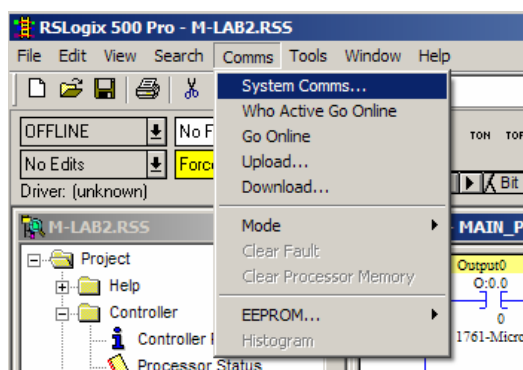 RSLogix 500 Pro - M-LAB2.RSS
File Edit View Search Comms Tools Window Help
System Comms...
Who Active Go Online
Go Online
Upload...
Download...
Mode
Clear Fault
Clear Processor Memory
EEPROM...
Histogram
OFFLINE No F
No Edits Forc
Driver: (unknown)
TON TOF
Bit
M-LAB2.RSS
Project
Help
Controller
Controller
Processor Status
MAIN_P
Output0
O:0.0
0
1761-Micro